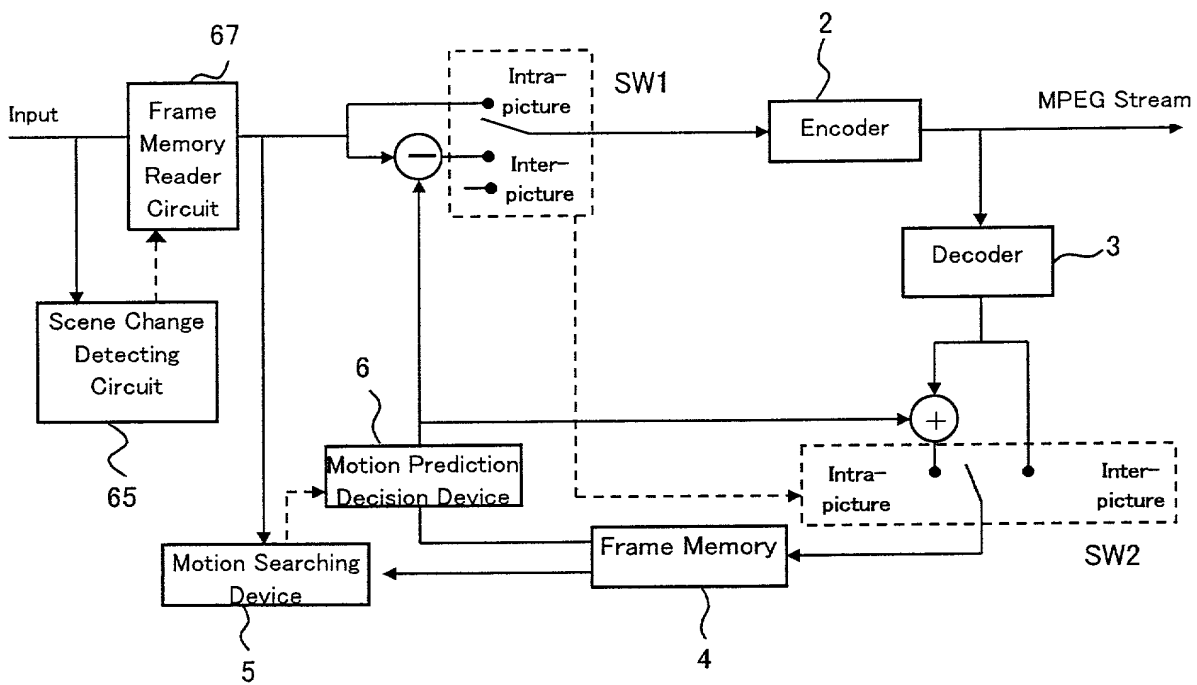 67
2
Input
Frame
Memory
Reader
Circuit
Intra-
picture
SW1
Encoder
MPEG Stream
−
Inter-
picture
Decoder
3
Scene Change
Detecting
Circuit
65
6
Motion Prediction
Decision Device
+
Intra-
picture
Inter-
picture
SW2
Motion Searching
Device
5
Frame Memory
4